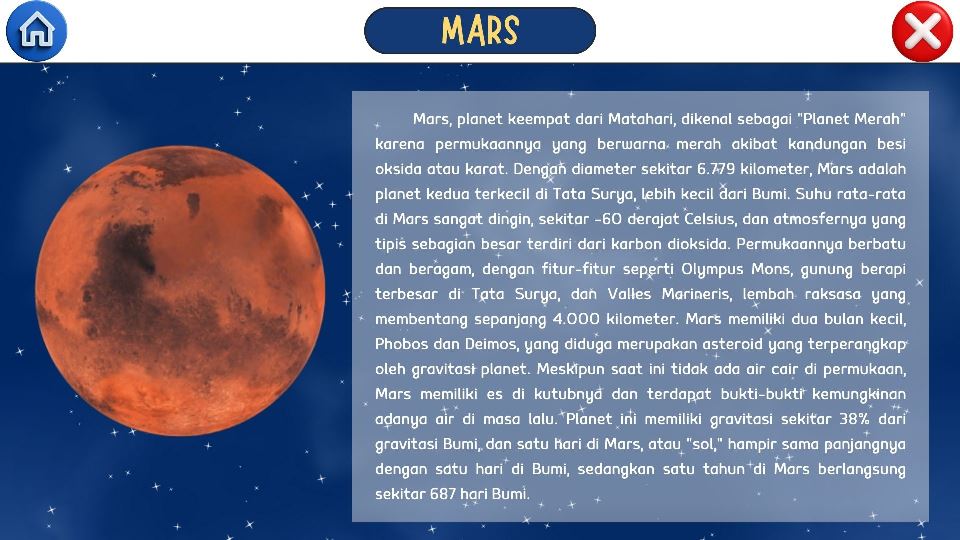 MARS
Mars, planet keempat dari Matahari, dikenal sebagai "Planet Merah"
karena permukaannya yang berwarna merah akibat kandungan besi
oksida atau karat. Dengan diameter sekitar 6.779 kilometer, Mars adalah
planet kedua terkecil di Tata Surya, lebih kecil dari Bumi. Suhu rata-rata
di Mars sangat dingin, sekitar -60 derajat Celsius, dan atmosfernya yang
tipis sebagian besar terdiri dari karbon dioksida. Permukaannya berbatu
dan beragam, dengan fitur-fitur seperti Olympus Mons, gunung berapi
terbesar di Tata Surya, dan Valles Marineris, lembah raksasa yang
membentang sepanjang 4.000 kilometer. Mars memiliki dua bulan kecil,
Phobos dan Deimos, yang diduga merupakan asteroid yang terperangkap
oleh gravitasi planet. Meskipun saat ini tidak ada air cair di permukaan,
Mars memiliki es di kutubnya dan terdapat bukti-bukti kemungkinan
adanya air di masa lalu. Planet ini memiliki gravitasi sekitar 38% dari
gravitasi Bumi, dan satu hari di Mars, atau "sol," hampir sama panjangnya
dengan satu hari di Bumi, sedangkan satu tahun di Mars berlangsung
sekitar 687 hari Bumi.